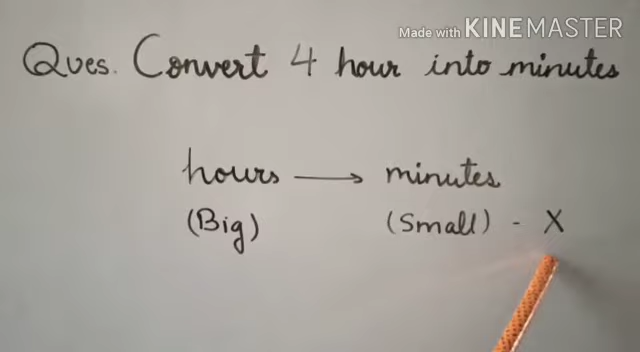 Made with KINEMASTER
Ques. Convert 4 hour into minutes
hours → minutes
(Big) (Small) - X